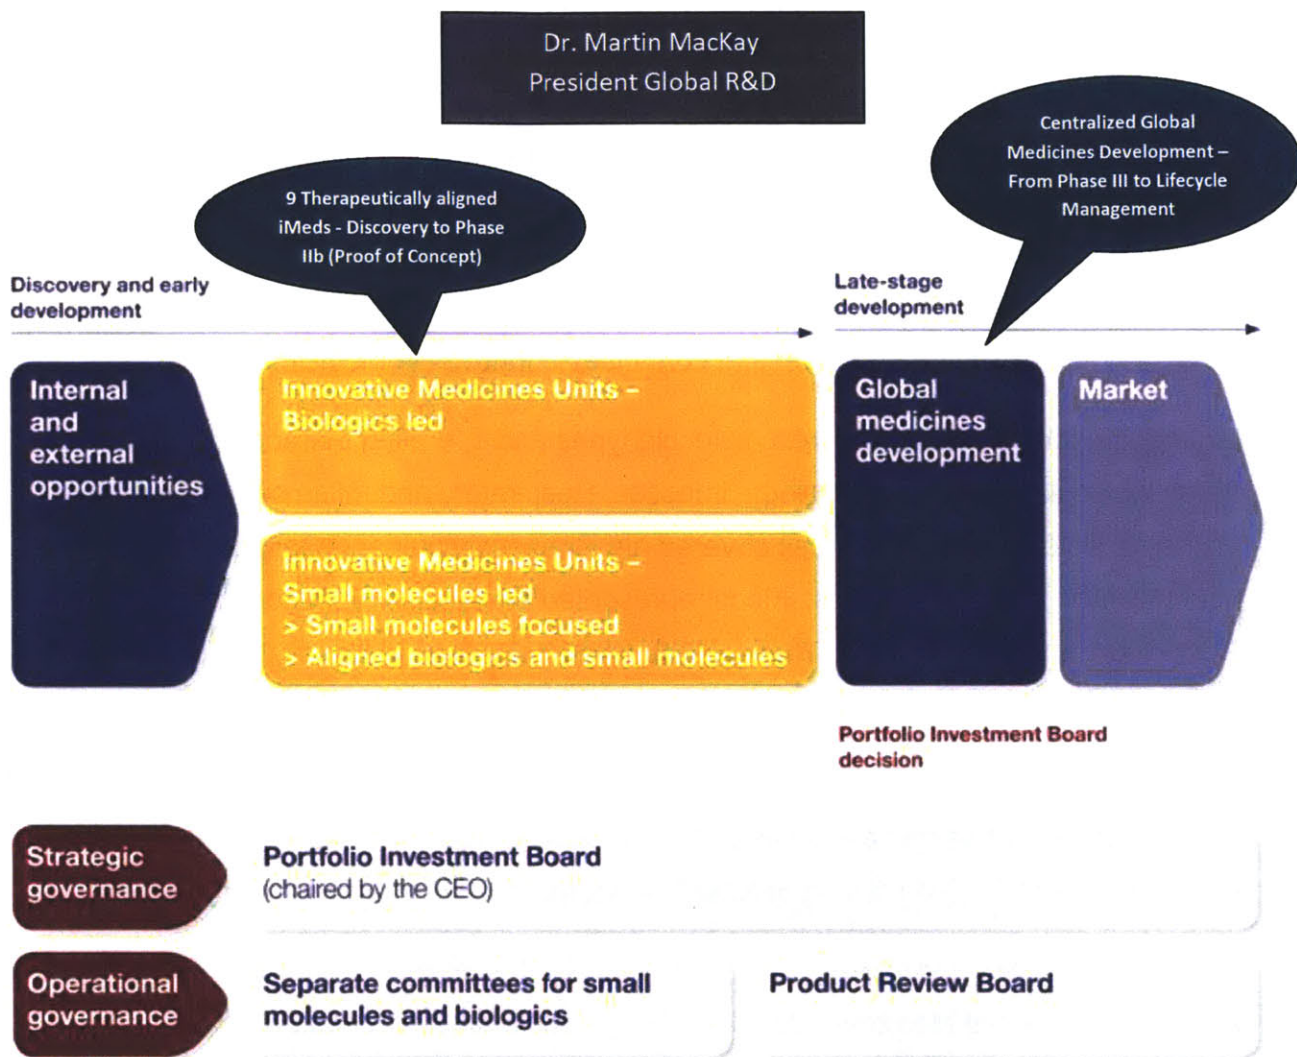 Dr. Martin MacKay
President Global R&D
Centralized Global
Medicines Development –
From Phase III to Lifecycle
Management
9 Therapeutically aligned
iMeds - Discovery to Phase
IIb (Proof of Concept)
Discovery and early
development
Late-stage
development
Internal
and
external
opportunities
Innovative Medicines Units –
Biologics led
Innovative Medicines Units –
Small molecules led
> Small molecules focused
> Aligned biologics and small molecules
Global
medicines
development
Market
Portfolio Investment Board
decision
Strategic
governance
Portfolio Investment Board
(chaired by the CEO)
Operational
governance
Separate committees for small
molecules and biologics
Product Review Board